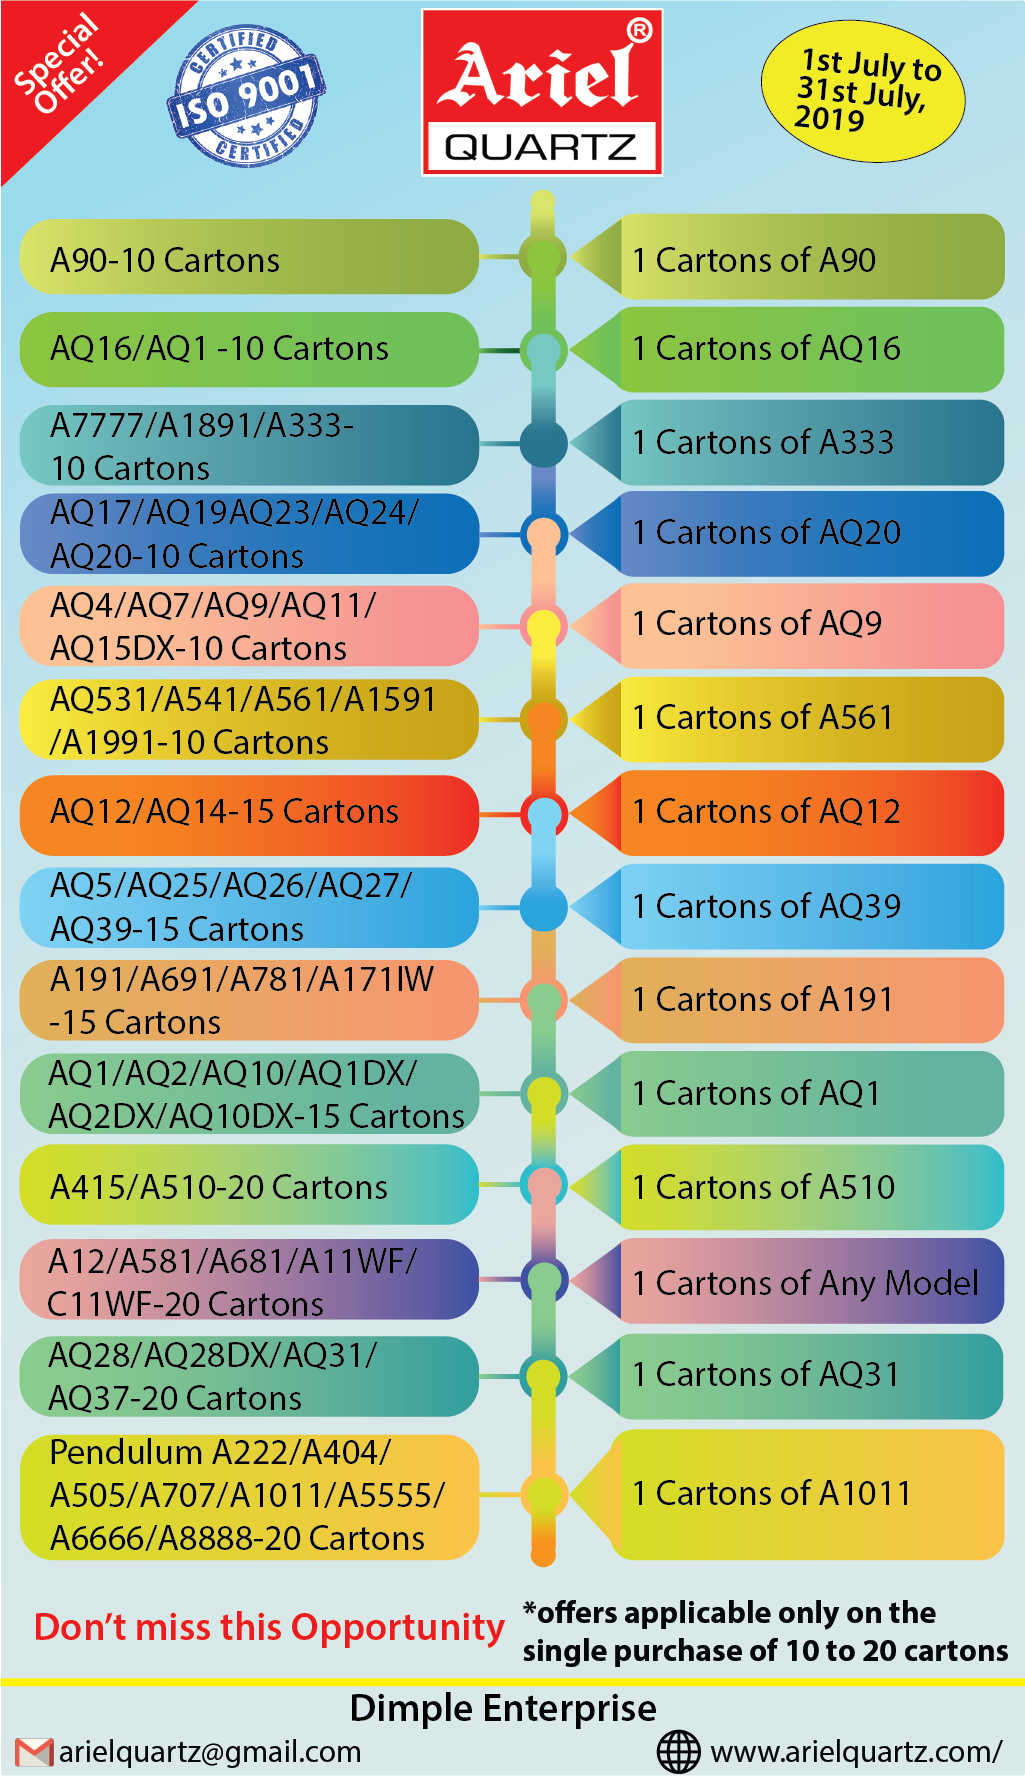 Special
Offer!
CERTIFIED
ISO 9001
CERTIFIED
Ariel®
QUARTZ
1st July to
31st July,
2019
A90-10 Cartons
1 Cartons of A90
AQ16/AQ1 -10 Cartons
1 Cartons of AQ16
A7777/A1891/A333-
10 Cartons
1 Cartons of A333
AQ17/AQ19AQ23/AQ24/
AQ20-10 Cartons
1 Cartons of AQ20
AQ4/AQ7/AQ9/AQ11/
AQ15DX-10 Cartons
1 Cartons of AQ9
AQ531/A541/A561/A1591
/A1991-10 Cartons
1 Cartons of A561
AQ12/AQ14-15 Cartons
1 Cartons of AQ12
AQ5/AQ25/AQ26/AQ27/
AQ39-15 Cartons
1 Cartons of AQ39
A191/A691/A781/A171IW
-15 Cartons
1 Cartons of A191
AQ1/AQ2/AQ10/AQ1DX/
AQ2DX/AQ10DX-15 Cartons
1 Cartons of AQ1
A415/A510-20 Cartons
1 Cartons of A510
A12/A581/A681/A11WF/
C11WF-20 Cartons
1 Cartons of Any Model
AQ28/AQ28DX/AQ31/
AQ37-20 Cartons
1 Cartons of AQ31
Pendulum A222/A404/
A505/A707/A1011/A5555/
A6666/A8888-20 Cartons
1 Cartons of A1011
Don't miss this Opportunity
*offers applicable only on the
single purchase of 10 to 20 cartons
Dimple Enterprise
arielquartz@gmail.com
www.arielquartz.com/